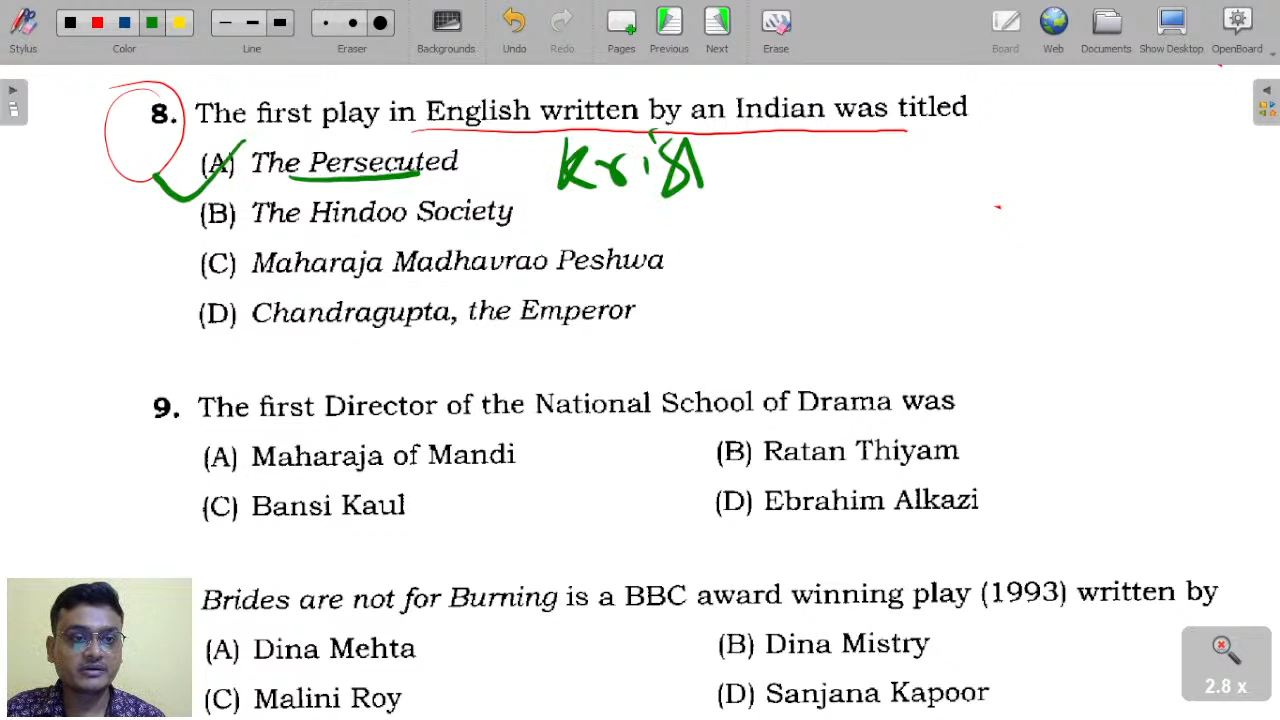 Stylus Color Line Eraser Backgrounds Undo Redo Pages Previous Next Erase Board Web Documents Show Desktop OpenBoard
8. The first play in English written by an Indian was titled
(A) The Persecuted
Krish
(B) The Hindoo Society
(C) Maharaja Madhavrao Peshwa
(D) Chandragupta, the Emperor
9. The first Director of the National School of Drama was
(A) Maharaja of Mandi (B) Ratan Thiyam
(C) Bansi Kaul (D) Ebrahim Alkazi
Brides are not for Burning is a BBC award winning play (1993) written by
(A) Dina Mehta (B) Dina Mistry
(C) Malini Roy (D) Sanjana Kapoor
2.8 x